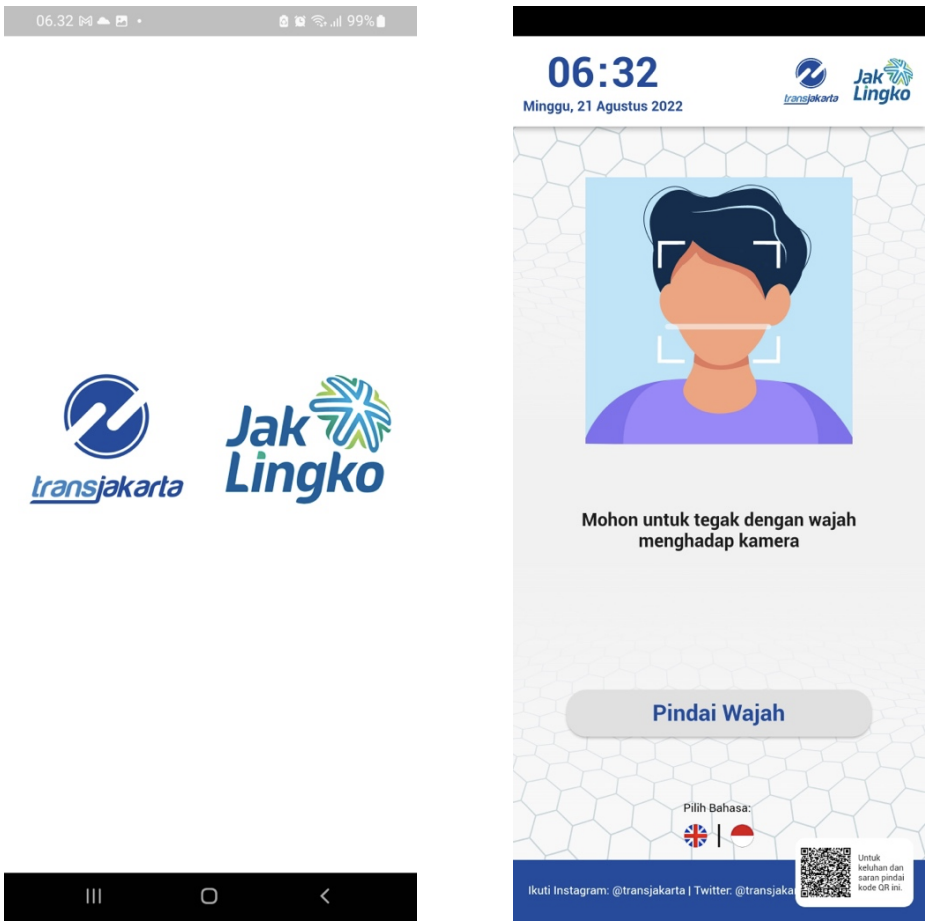 06.32
99%
transjakarta
Jak
Lingko
06:32
Minggu, 21 Agustus 2022
transjakarta
Jak
Lingko
Mohon untuk tegak dengan wajah
menghadap kamera
Pindai Wajah
Pilih Bahasa:
Ikuti Instagram: @transjakarta | Twitter: @transjaka
Untuk
keluhan dan
saran pindai
kode QR ini.